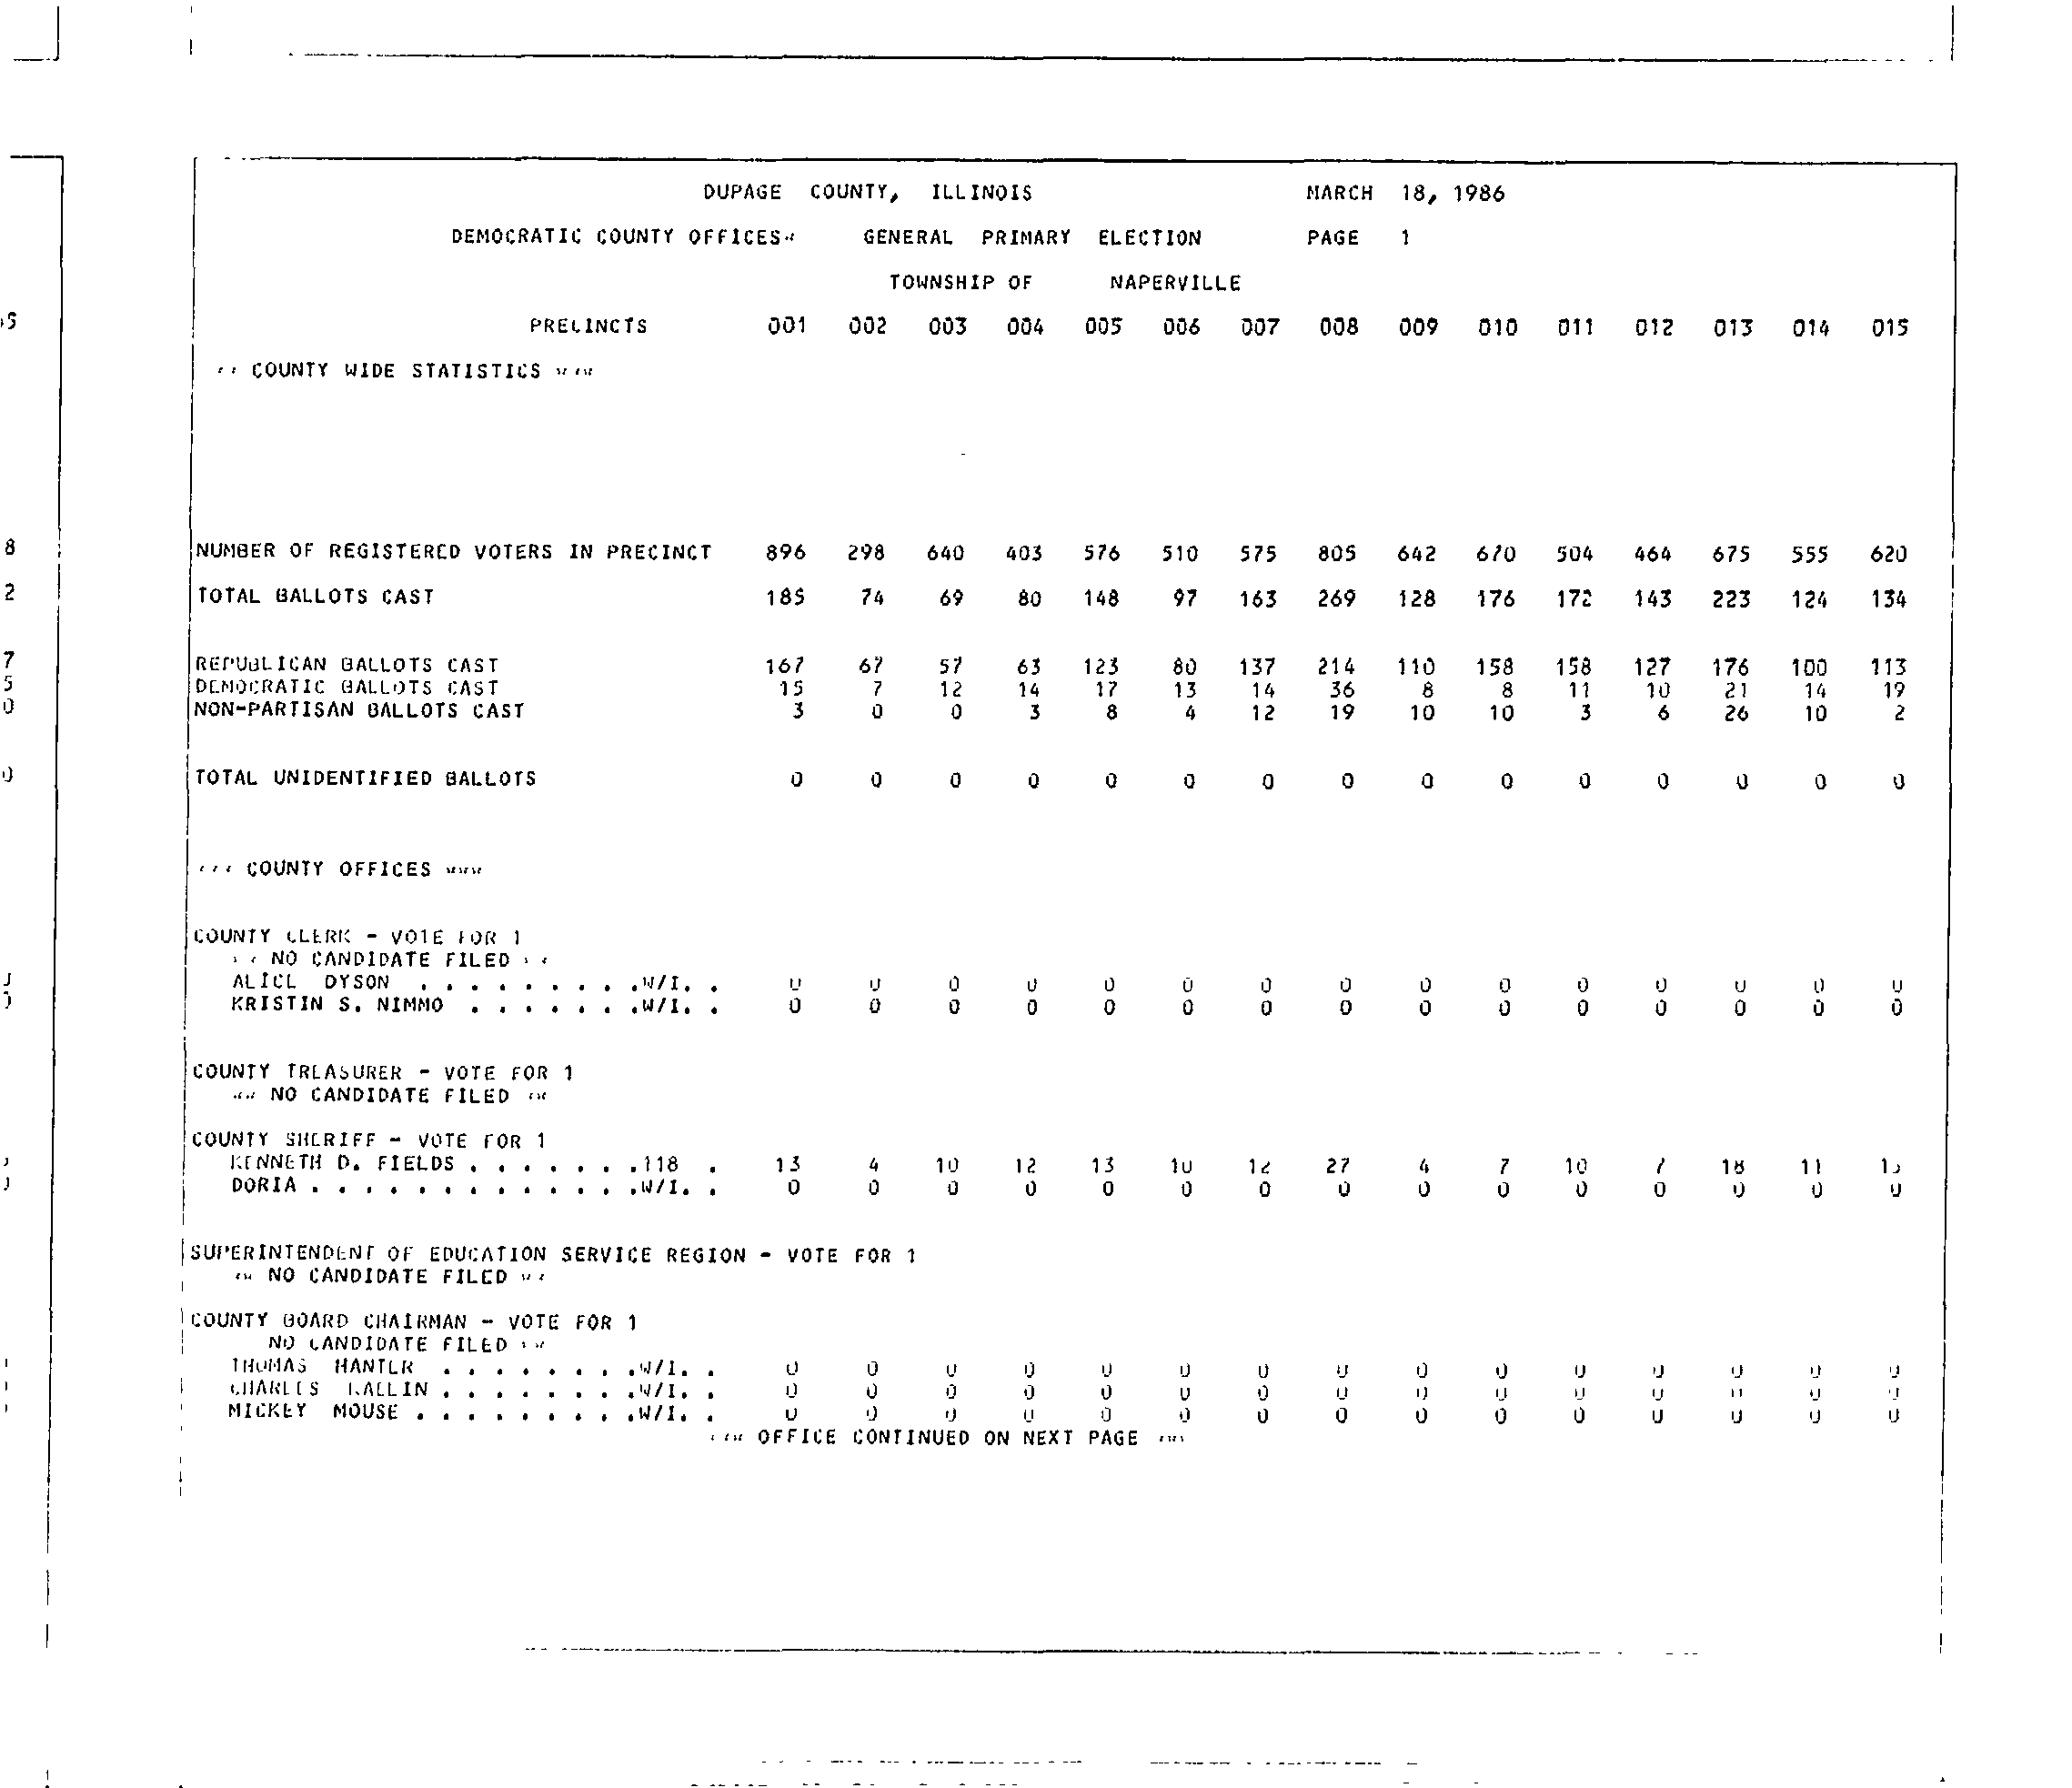 DUPAGE COUNTY, ILLINOIS MARCH 18, 1986
DEMOCRATIC COUNTY OFFICES* GENERAL PRIMARY ELECTION PAGE 1
TOWNSHIP OF NAPERVILLE
PRECINCTS 001 002 003 004 005 006 007 008 009 010 011 012 013 014 015
COUNTY WIDE STATISTICS ***
NUMBER OF REGISTERED VOTERS IN PRECINCT 896 298 640 403 576 510 575 805 642 670 504 464 675 555 620
TOTAL BALLOTS CAST 185 74 69 80 148 97 163 269 128 176 172 143 223 124 134
REPUBLICAN BALLOTS CAST 167 67 57 63 123 80 137 214 110 158 158 127 176 100 113
DEMOCRATIC BALLOTS CAST 15 7 12 14 17 13 14 36 8 8 11 10 21 14 19
NON-PARTISAN BALLOTS CAST 3 0 0 3 8 4 12 19 10 10 3 6 26 10 2
TOTAL UNIDENTIFIED BALLOTS 0 0 0 0 0 0 0 0 0 0 0 0 0 0 0
*** COUNTY OFFICES ***
COUNTY CLERK - VOTE FOR 1
** NO CANDIDATE FILED **
ALICE DYSON . . . . . . . . .W/I. . 0 0 0 0 0 0 0 0 0 0 0 0 0 0 0
KRISTIN S. NIMMO . . . . . . .W/I. . 0 0 0 0 0 0 0 0 0 0 0 0 0 0 0
COUNTY TREASURER - VOTE FOR 1
** NO CANDIDATE FILED **
COUNTY SHERIFF - VOTE FOR 1
KENNETH D. FIELDS . . . . . . .118 . 13 4 10 12 13 10 12 27 4 7 10 7 18 11
DORIA . . . . . . . . . . . . .W/I. . 0 0 0 0 0 0 0 0 0 0 0 0 0 0 0
SUPERINTENDENT OF EDUCATION SERVICE REGION - VOTE FOR 1
** NO CANDIDATE FILED **
COUNTY BOARD CHAIRMAN - VOTE FOR 1
NO CANDIDATE FILED **
THOMAS . . . . . . . .W/I. . 0 0 0 0 0 0 0 0 0 0 0 0 0 0 0
CHARLES . . . . . . . .W/I. . 0 0 0 0 0 0 0 0 0 0 0 0 0 0 0
MICKEY MOUSE . . . . . . . . .W/I. . 0 0 0 0 0 0 0 0 0 0 0 0 0 0 0
*** OFFICE CONTINUED ON NEXT PAGE ***